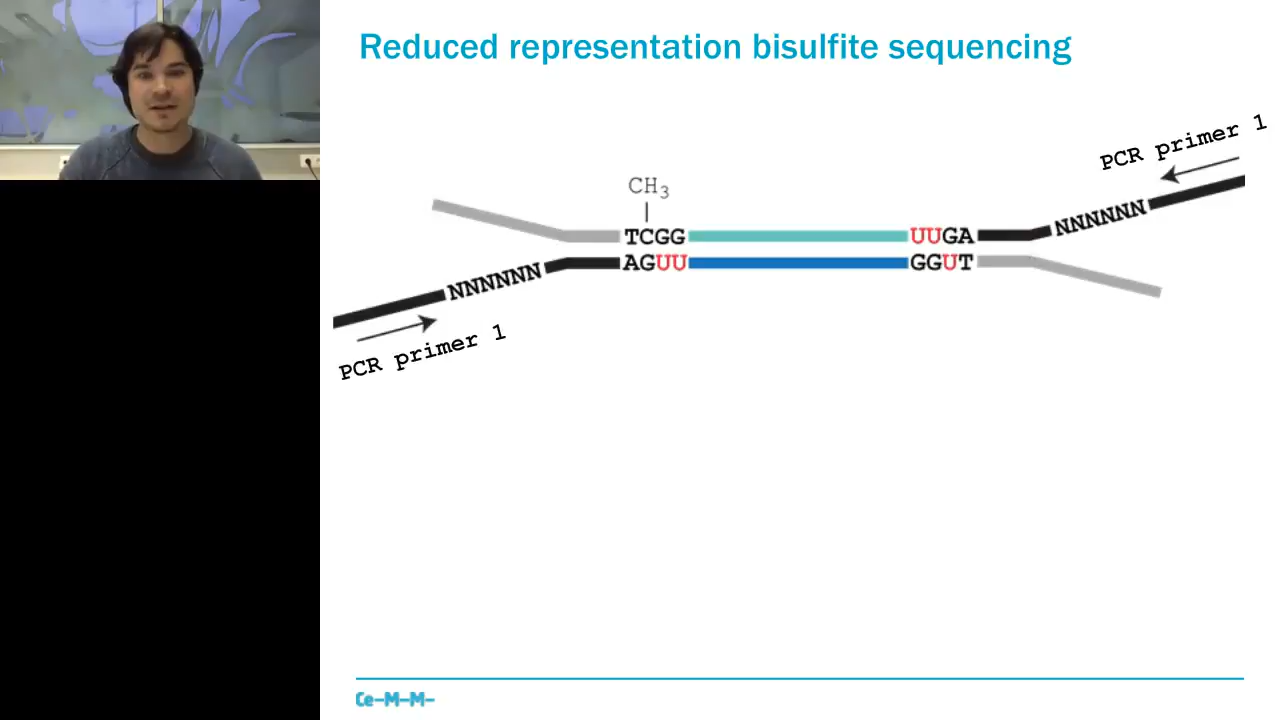 Reduced representation bisulfite sequencing
PCR primer 1
CH3
TCGG
UUGA
NNNNNN
AGUU
GGUT
NNNNNN
PCR primer 1
Ce-M-M-